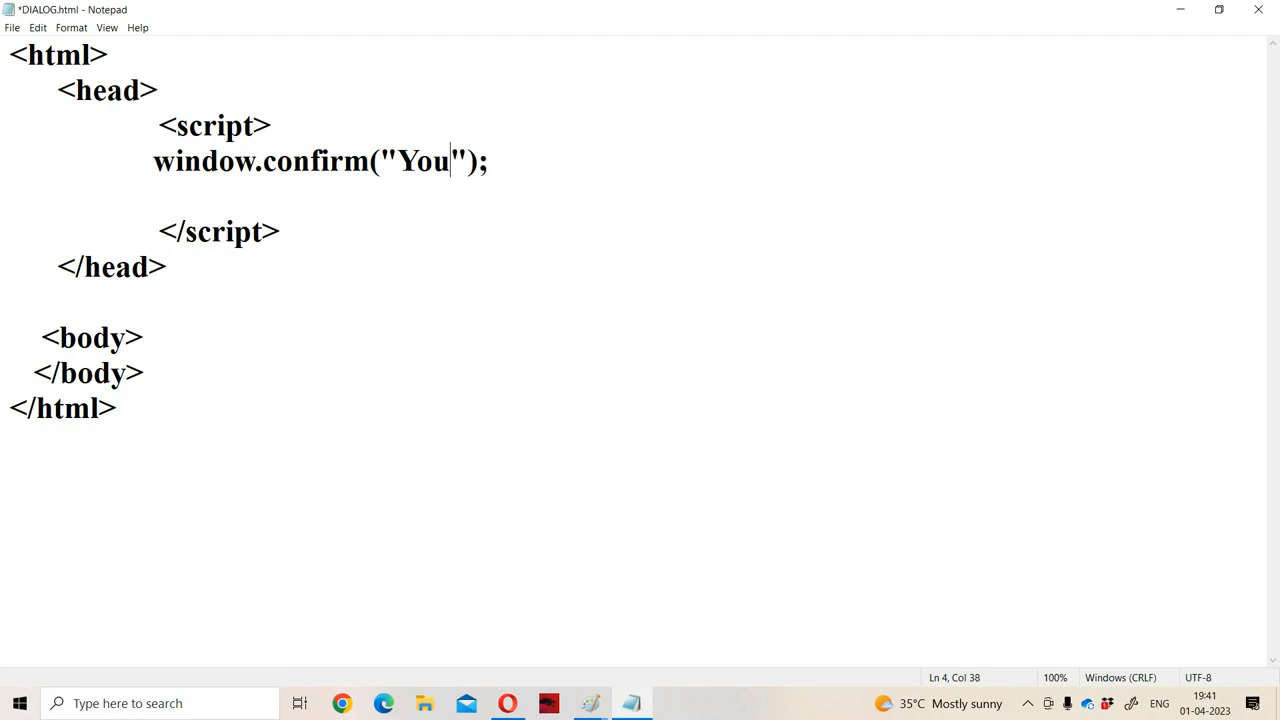 *DIALOG.html - Notepad
File Edit Format View Help
<html>
<head>
<script>
window.confirm("You");
</script>
</head>
<body>
</body>
</html>
Ln 4, Col 38 100% Windows (CRLF) UTF-8
Type here to search 35°C Mostly sunny ENG 19:41
01-04-2023